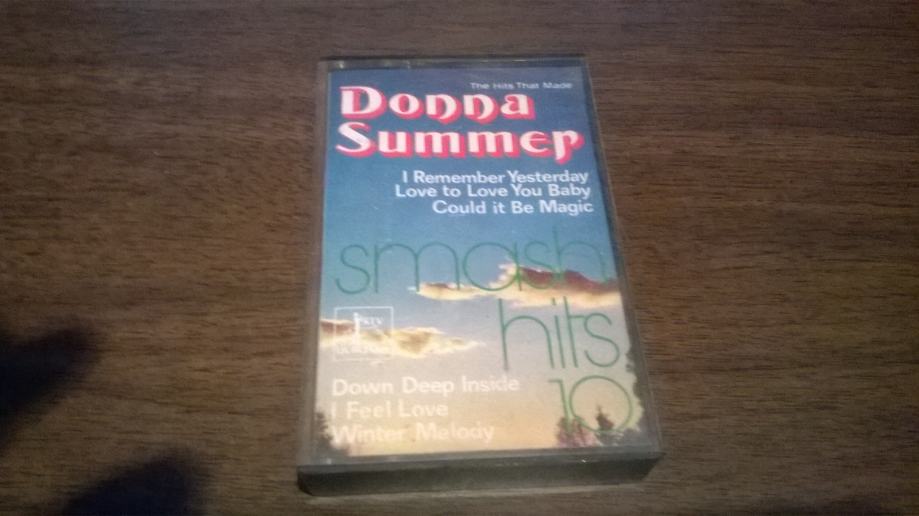 The Hits That Made
Donna
Summer
I Remember Yesterday
Love to Love You Baby
Could it Be Magic
smash
hits
10
Down Deep Inside
I Feel Love
Winter Melody